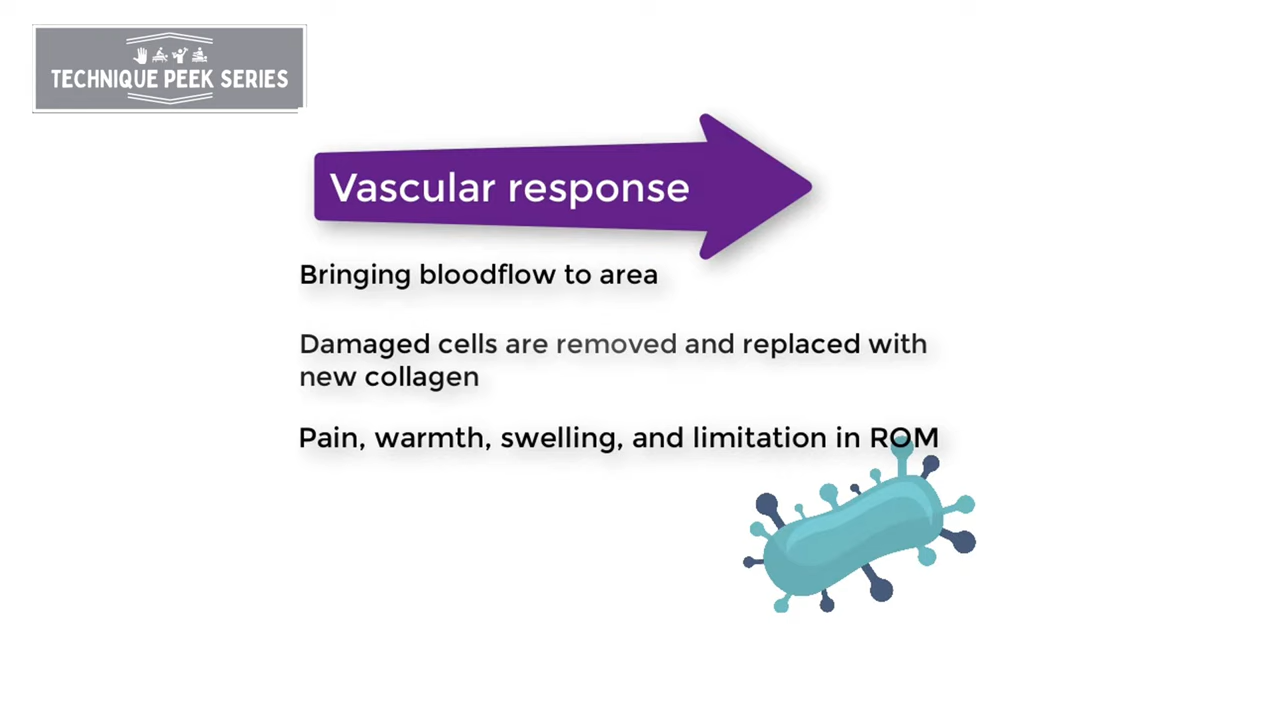 TECHNIQUE PEEK SERIES
Vascular response
Bringing bloodflow to area
Damaged cells are removed and replaced with
new collagen
Pain, warmth, swelling, and limitation in ROM